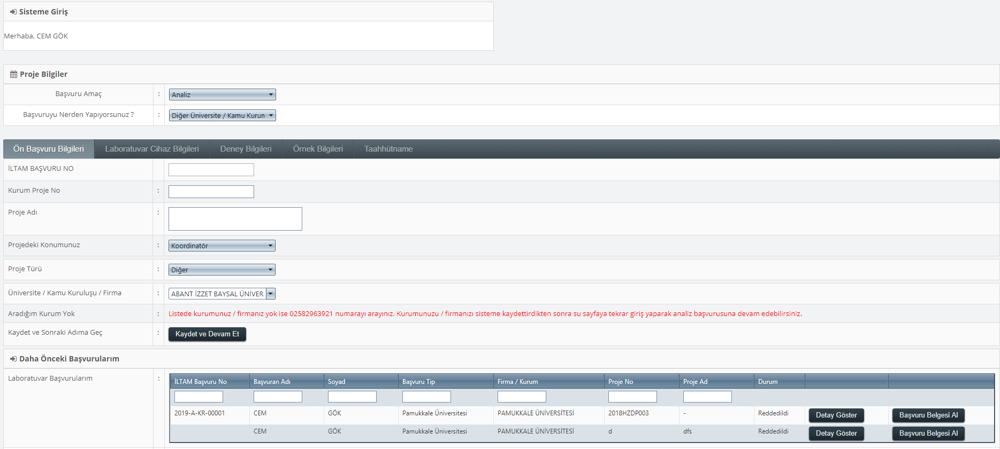 Sisteme Giriş
Merhaba, CEM GÖK
Proje Bilgiler
Başvuru Amaç : Analiz
Başvuruyu Nerden Yapıyorsunuz ? : Diğer Üniversite / Kamu Kurun
Ön Başvuru Bilgileri Laboratuvar Cihaz Bilgileri Deney Bilgileri Örnek Bilgileri Taahhütname
İLTAM BAŞVURU NO
Kurum Proje No :
Proje Adı :
Projedeki Konumunuz : Koordinatör
Proje Türü : Diğer
Üniversite / Kamu Kuruluşu / Firma : ABANT İZZET BAYSAL ÜNİVER
Aradığım Kurum Yok : Listede kurumunuz / firmanız yok ise 02582963921 numarayı arayınız. Kurumunuzu / firmanızı sisteme kaydettirdikten sonra su sayfaya tekrar giriş yaparak analiz başvurusuna devam edebilirsiniz.
Kaydet ve Sonraki Adıma Geç : Kaydet ve Devam Et
Daha Önceki Başvurularım
Laboratuvar Başvurularım :
İLTAM Başvuru No Başvuran Adı Soyad Başvuru Tip Firma / Kurum Proje No Proje Ad Durum
2019-A-KR-00001 CEM GÖK Pamukkale Üniversitesi PAMUKKALE ÜNİVERSİTESİ 2018HZDP003 - Reddedildi Detay Göster Başvuru Belgesi Al
CEM GÖK Pamukkale Üniversitesi PAMUKKALE ÜNİVERSİTESİ d dfs Reddedildi Detay Göster Başvuru Belgesi Al